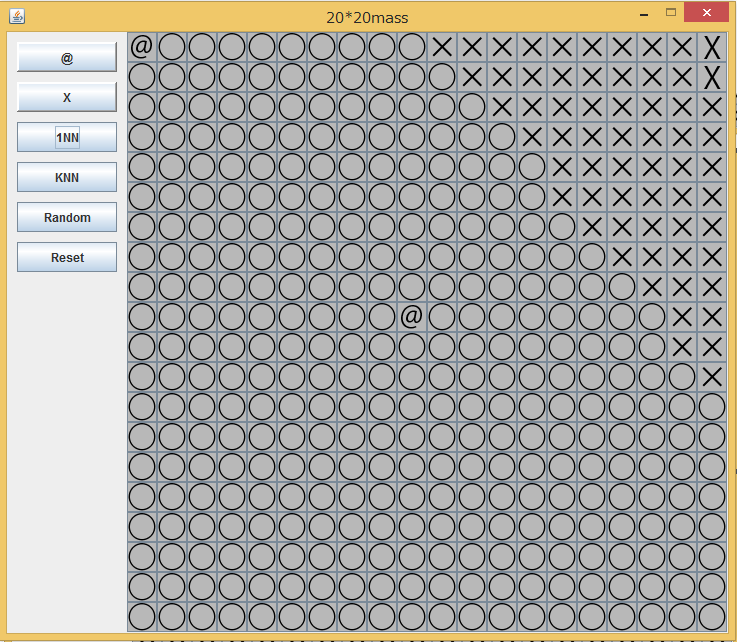 20*20mass
@
X
1NN
KNN
Random
Reset
@ X
X
@